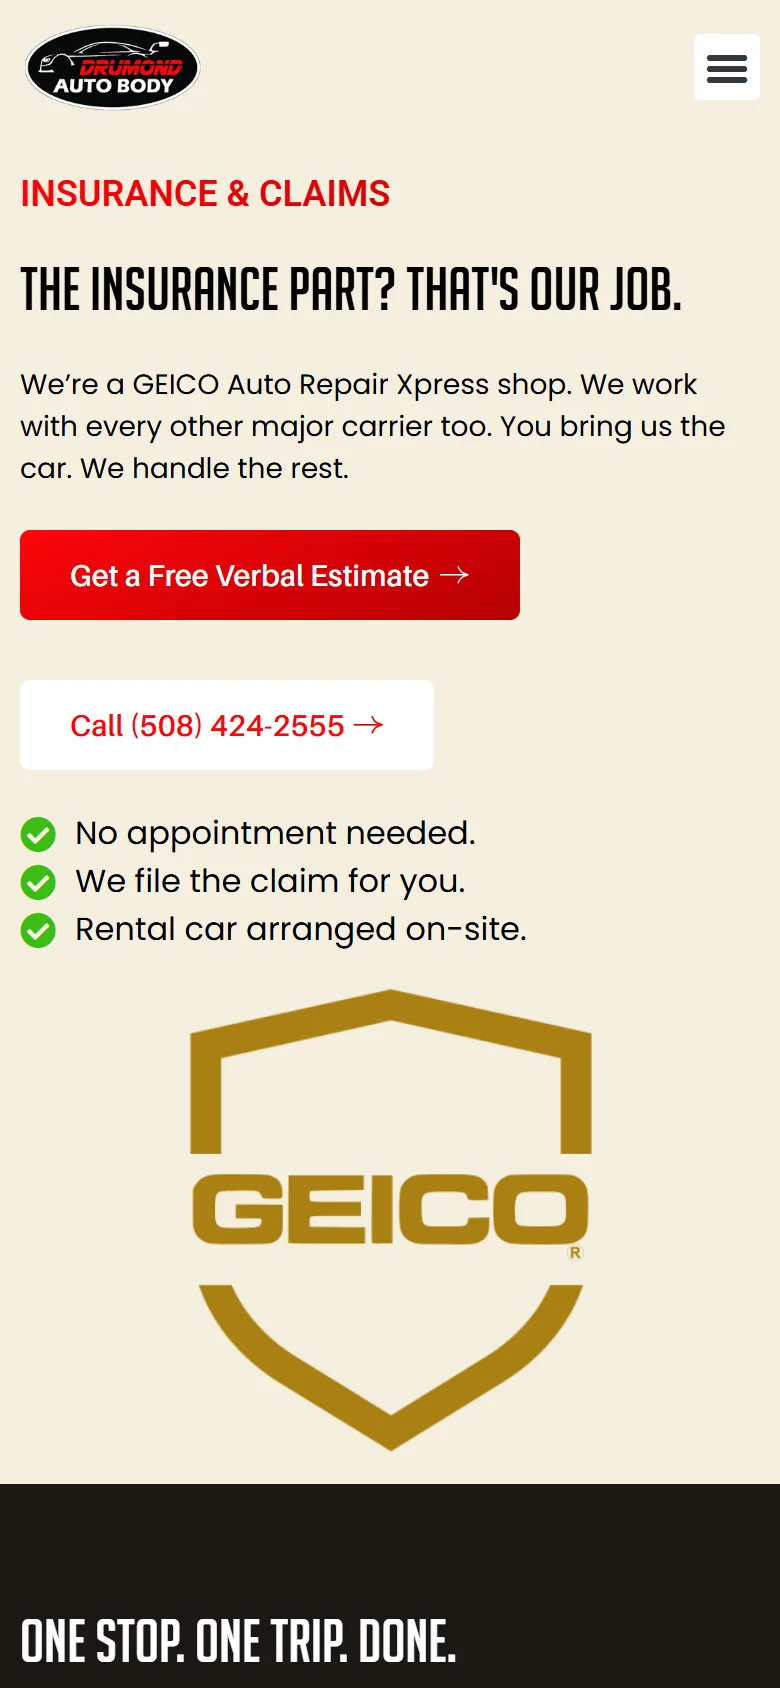 DRUMOND
AUTO BODY
INSURANCE & CLAIMS
THE INSURANCE PART? THAT'S OUR JOB.
We’re a GEICO Auto Repair Xpress shop. We work
with every other major carrier too. You bring us the
car. We handle the rest.
Get a Free Verbal Estimate →
Call (508) 424-2555 →
No appointment needed.
We file the claim for you.
Rental car arranged on-site.
GEICO®
ONE STOP. ONE TRIP. DONE.